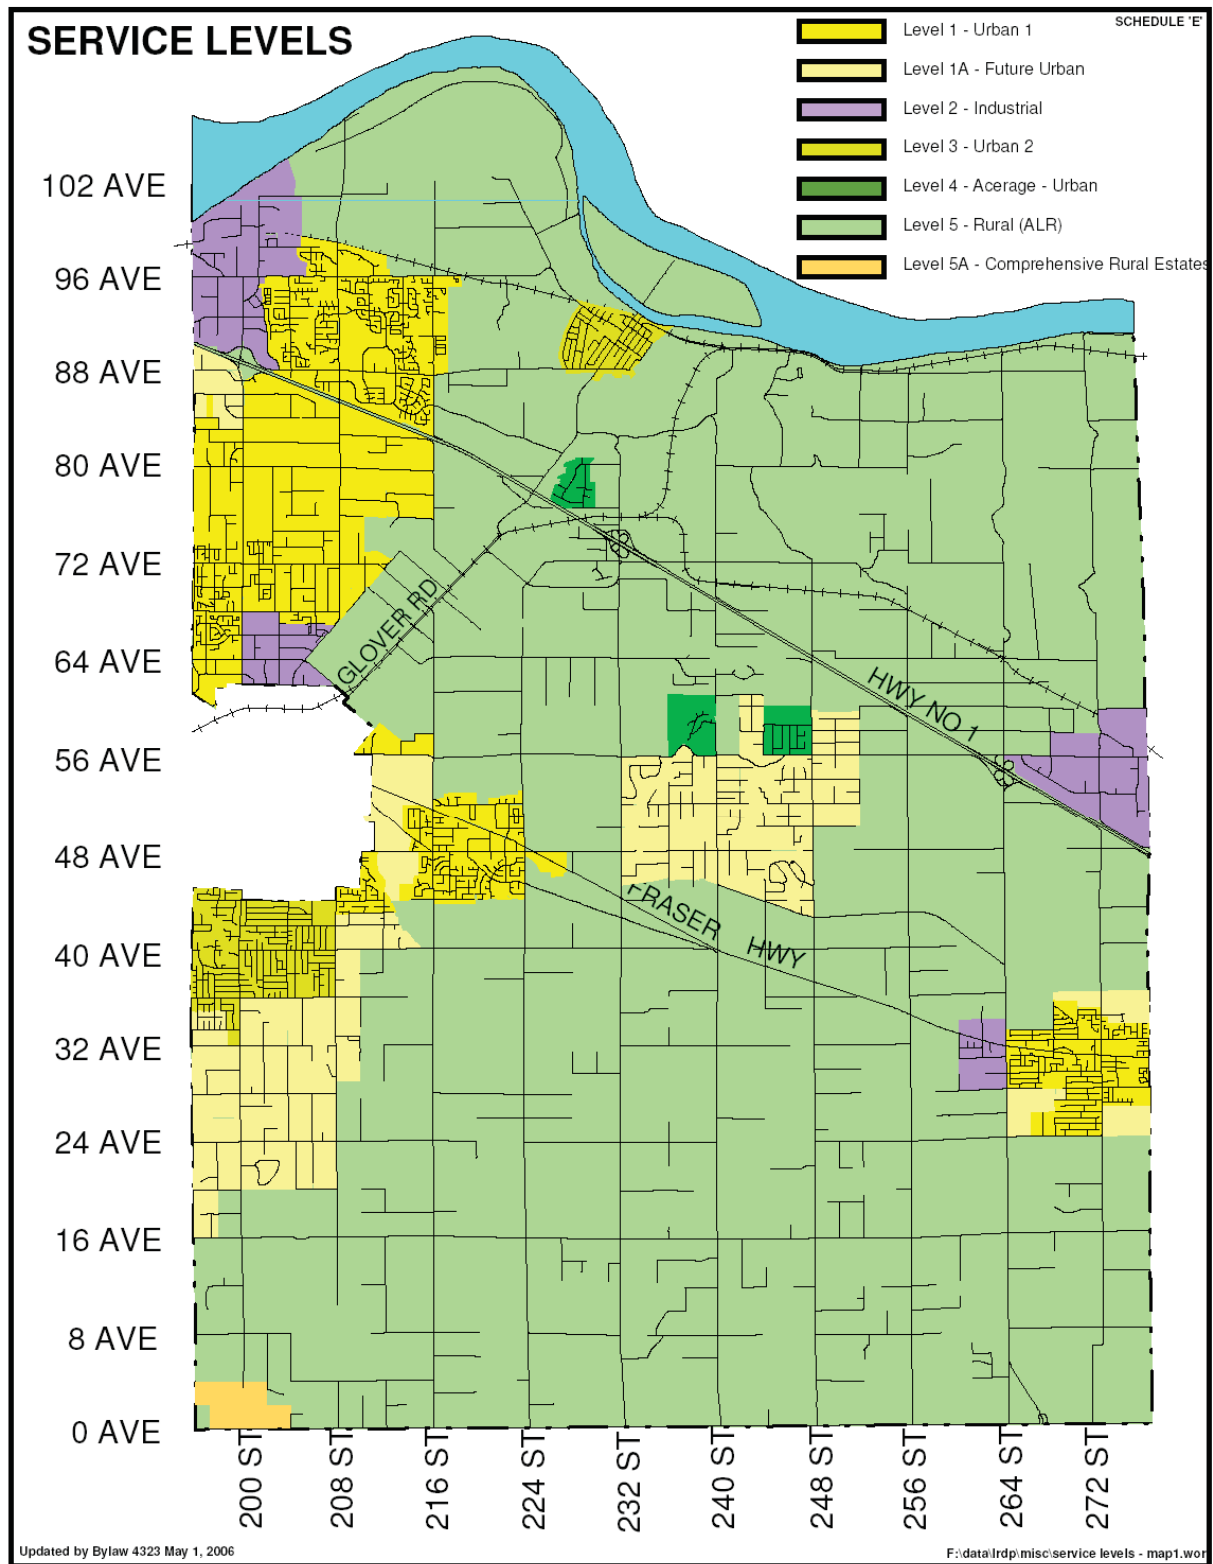 SERVICE LEVELS
SCHEDULE 'E'
Level 1 - Urban 1
Level 1A - Future Urban
Level 2 - Industrial
Level 3 - Urban 2
Level 4 - Acerage - Urban
Level 5 - Rural (ALR)
Level 5A - Comprehensive Rural Estates
102 AVE
96 AVE
88 AVE
80 AVE
72 AVE
64 AVE
56 AVE
48 AVE
40 AVE
32 AVE
24 AVE
16 AVE
8 AVE
0 AVE
GLOVER RD
HWY NO 1
FRASER HWY
200 ST
208 ST
216 ST
224 ST
232 ST
240 ST
248 ST
256 ST
264 ST
272 ST
Updated by Bylaw 4323 May 1, 2006
F:\data\lrdp\misc\service levels - map1.wor